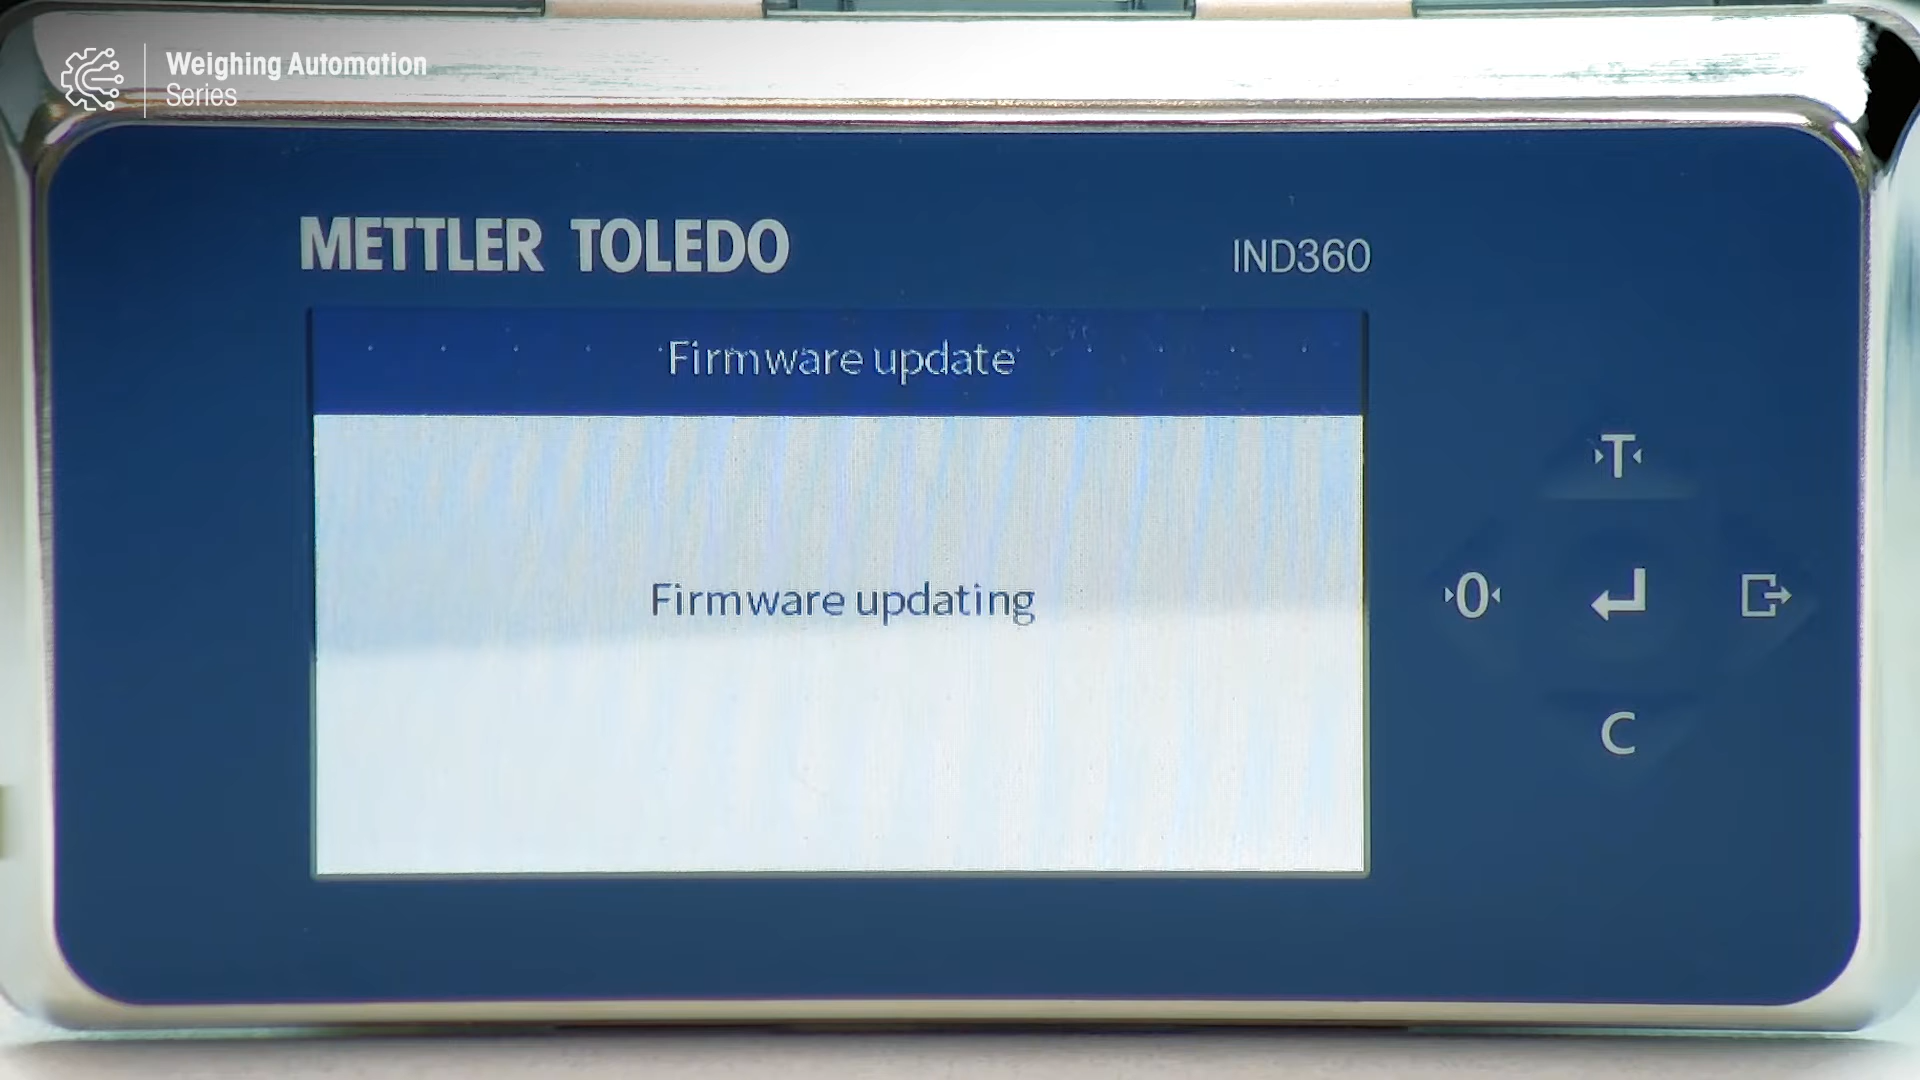 Weighing Automation
Series
METTLER TOLEDO
IND360
Firmware update
Firmware updating
T
0
C